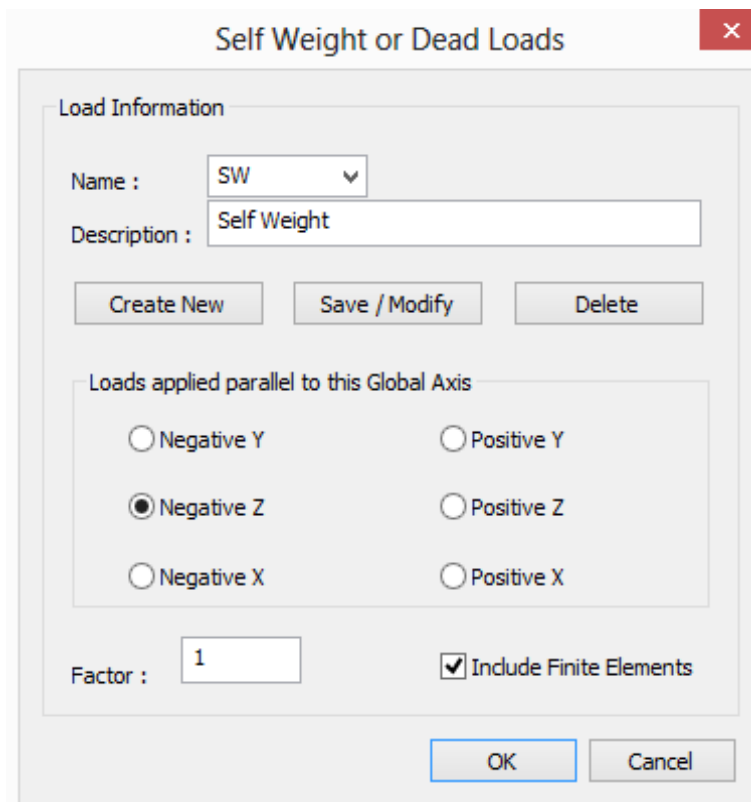 Self Weight or Dead Loads
Load Information
Name : SW
Description : Self Weight
Create New Save / Modify Delete
Loads applied parallel to this Global Axis
Negative Y Positive Y
Negative Z Positive Z
Negative X Positive X
Factor : 1 Include Finite Elements
OK Cancel